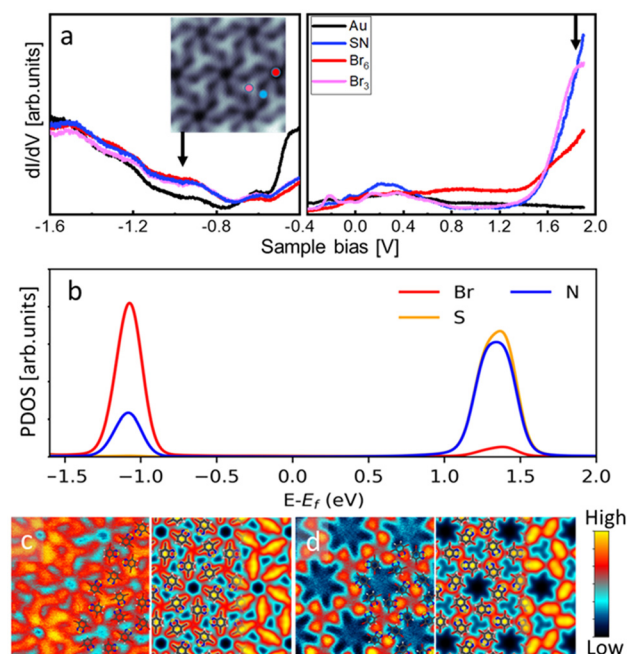 a
dI/dV [arb.units]
Au
SN
Br6
Br3
-1.6
-1.2
-0.8
-0.4
0.0
0.4
0.8
1.2
1.6
2.0
Sample bias [V]
b
PDOS [arb.units]
Br
N
S
−1.5
−1.0
−0.5
0.0
0.5
1.0
1.5
2.0
E-Ef (eV)
c
d
High
Low